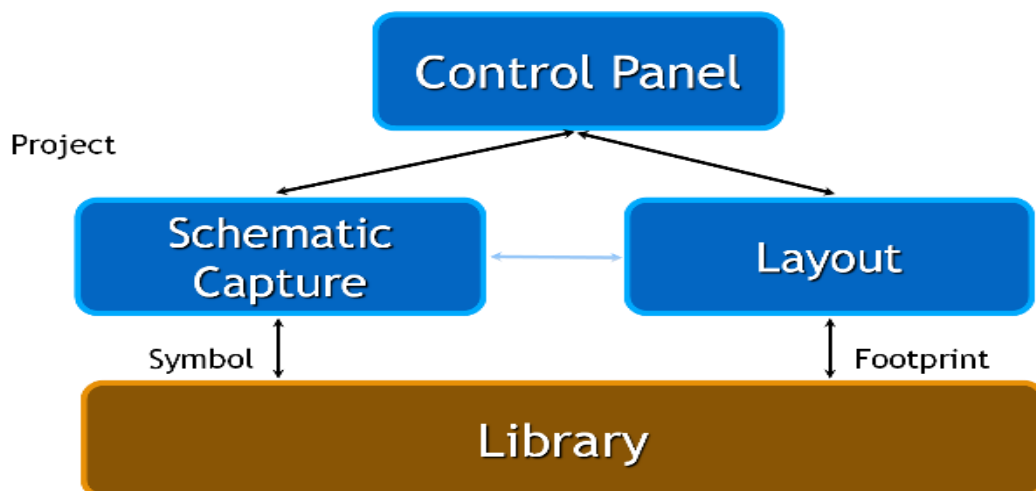 Control Panel
Project
Schematic
Capture
Layout
Symbol
Footprint
Library